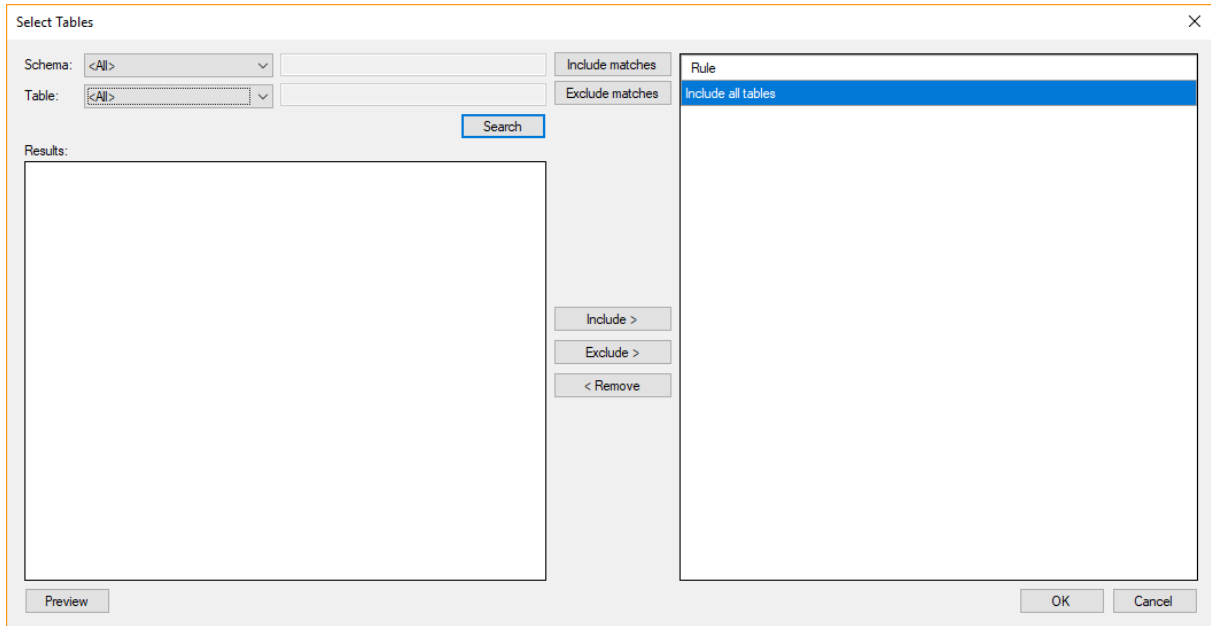 Select Tables
Schema: <All> Include matches
Table: <All> Exclude matches
Search
Results:
Rule
Include all tables
Include >
Exclude >
< Remove
Preview
OK Cancel